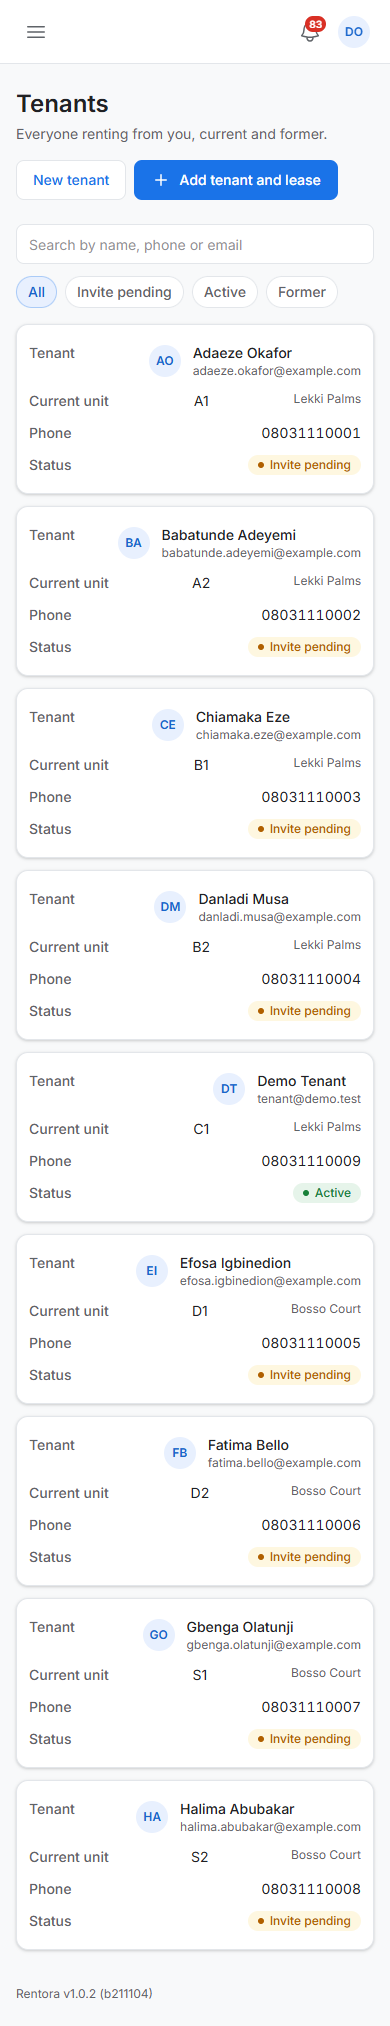 83
DO
Tenants
Everyone renting from you, current and former.
New tenant
+ Add tenant and lease
Search by name, phone or email
All Invite pending Active Former
Tenant AO Adaeze Okafor
adaeze.okafor@example.com
Current unit A1 Lekki Palms
Phone 08031110001
Status Invite pending
Tenant BA Babatunde Adeyemi
babatunde.adeyemi@example.com
Current unit A2 Lekki Palms
Phone 08031110002
Status Invite pending
Tenant CE Chiamaka Eze
chiamaka.eze@example.com
Current unit B1 Lekki Palms
Phone 08031110003
Status Invite pending
Tenant DM Danladi Musa
danladi.musa@example.com
Current unit B2 Lekki Palms
Phone 08031110004
Status Invite pending
Tenant DT Demo Tenant
tenant@demo.test
Current unit C1 Lekki Palms
Phone 08031110009
Status Active
Tenant EI Efosa Igbinedion
efosa.igbinedion@example.com
Current unit D1 Bosso Court
Phone 08031110005
Status Invite pending
Tenant FB Fatima Bello
fatima.bello@example.com
Current unit D2 Bosso Court
Phone 08031110006
Status Invite pending
Tenant GO Gbenga Olatunji
gbenga.olatunji@example.com
Current unit S1 Bosso Court
Phone 08031110007
Status Invite pending
Tenant HA Halima Abubakar
halima.abubakar@example.com
Current unit S2 Bosso Court
Phone 08031110008
Status Invite pending
Rentora v1.0.2 (b211104)